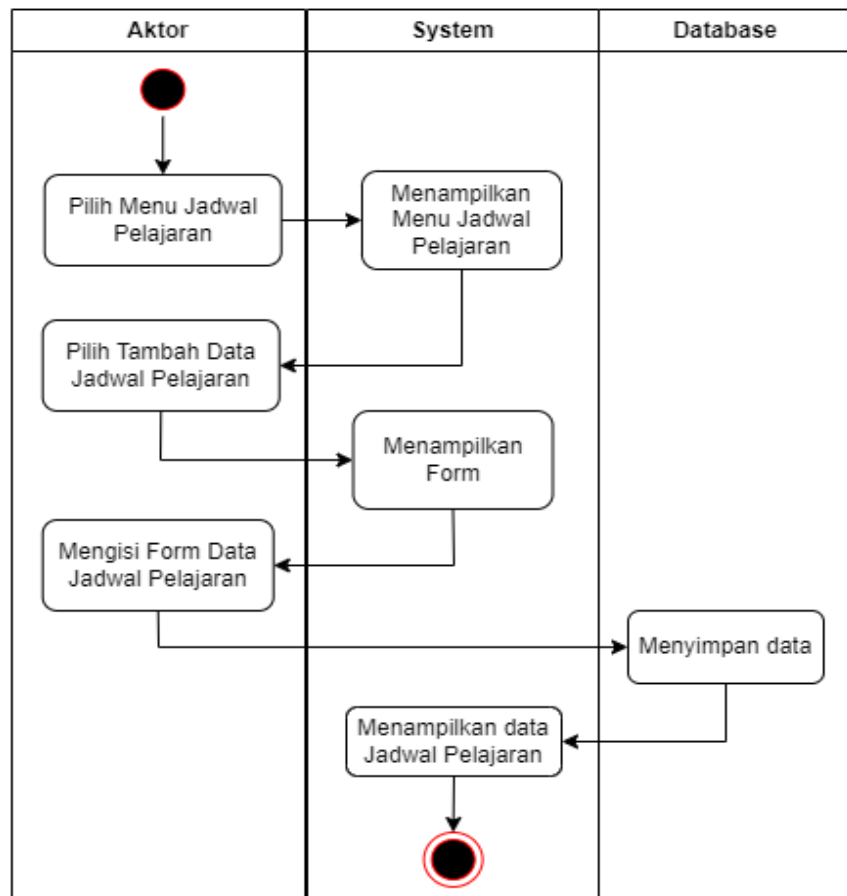 Aktor
System
Database
Pilih Menu Jadwal
Pelajaran
Menampilkan
Menu Jadwal
Pelajaran
Pilih Tambah Data
Jadwal Pelajaran
Menampilkan
Form
Mengisi Form Data
Jadwal Pelajaran
Menyimpan data
Menampilkan data
Jadwal Pelajaran